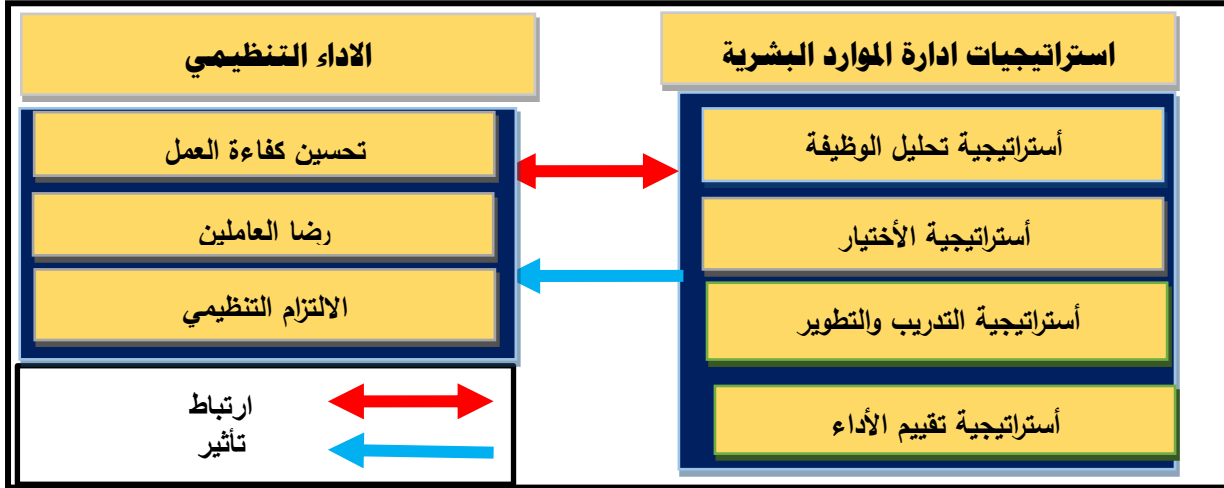 استراتيجيات ادارة الموارد البشرية
أستراتيجية تحليل الوظيفة
أستراتيجية الأختيار
أستراتيجية التدريب والتطوير
أستراتيجية تقييم الأداء
الاداء التنظيمي
تحسين كفاءة العمل
رضا العاملين
الالتزام التنظيمي
ارتباط
تأثير